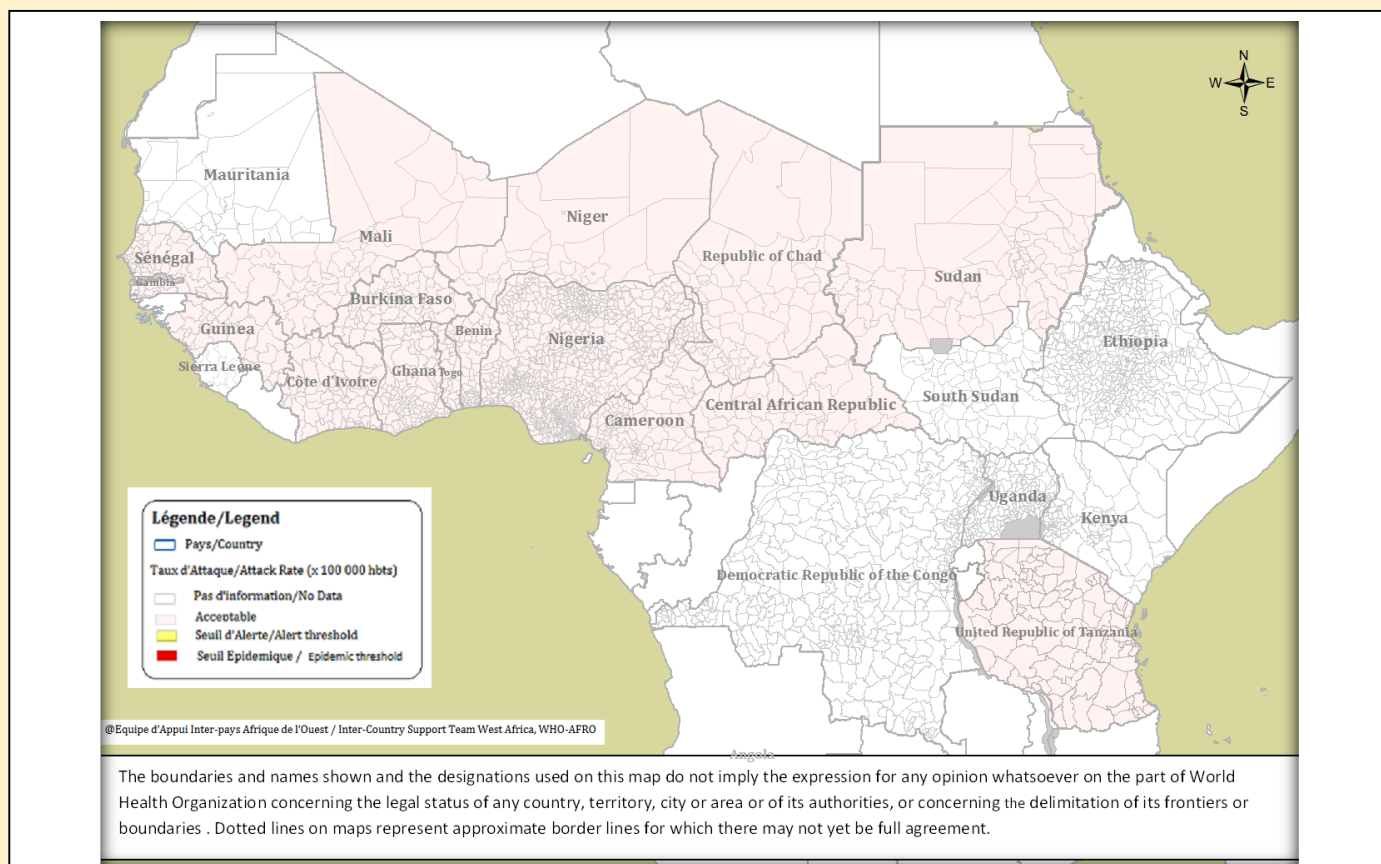 N
W E
S
Mauritania
Niger
Mali
Republic of Chad
Sénégal
Sudan
Gambia
Burkina Faso
Guinea
Benin
Nigeria
Ethiopia
Siérra Leone
Ghana
Togo
Côte d'Ivoire
South Sudan
Central African Republic
Cameroon
Uganda
Kenya
Légende/Legend
Pays/Country
Taux d'Attaque/Attack Rate (x 100 000 hbts)
Pas d'information/No Data
Acceptable
Seuil d'Alerte/Alert threshold
Seuil Epidemique / Epidemic threshold
Democratic Republic of the Congo
United Republic of Tanzania
@Equipe d'Appui Inter-pays Afrique de l'Ouest / Inter-Country Support Team West Africa, WHO-AFRO
Angola
The boundaries and names shown and the designations used on this map do not imply the expression for any opinion whatsoever on the part of World
Health Organization concerning the legal status of any country, territory, city or area or of its authorities, or concerning the delimitation of its frontiers or
boundaries . Dotted lines on maps represent approximate border lines for which there may not yet be full agreement.